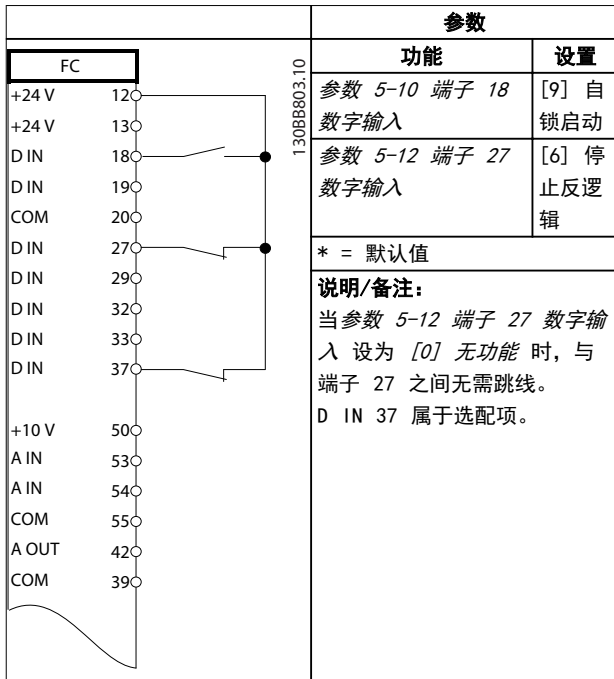 参数
FC
功能 设置
+24 V 12
+24 V 13
D IN 18
D IN 19
COM 20
D IN 27
D IN 29
D IN 32
D IN 33
D IN 37
+10 V 50
A IN 53
A IN 54
COM 55
A OUT 42
COM 39
130BB803.10
参数 5-10 端子 18
数字输入
[9] 自
锁启动
参数 5-12 端子 27
数字输入
[6] 停
止反逻
辑
* = 默认值
说明/备注:
当参数 5-12 端子 27 数字输
入 设为 [0] 无功能 时, 与
端子 27 之间无需跳线。
D IN 37 属于选配项。